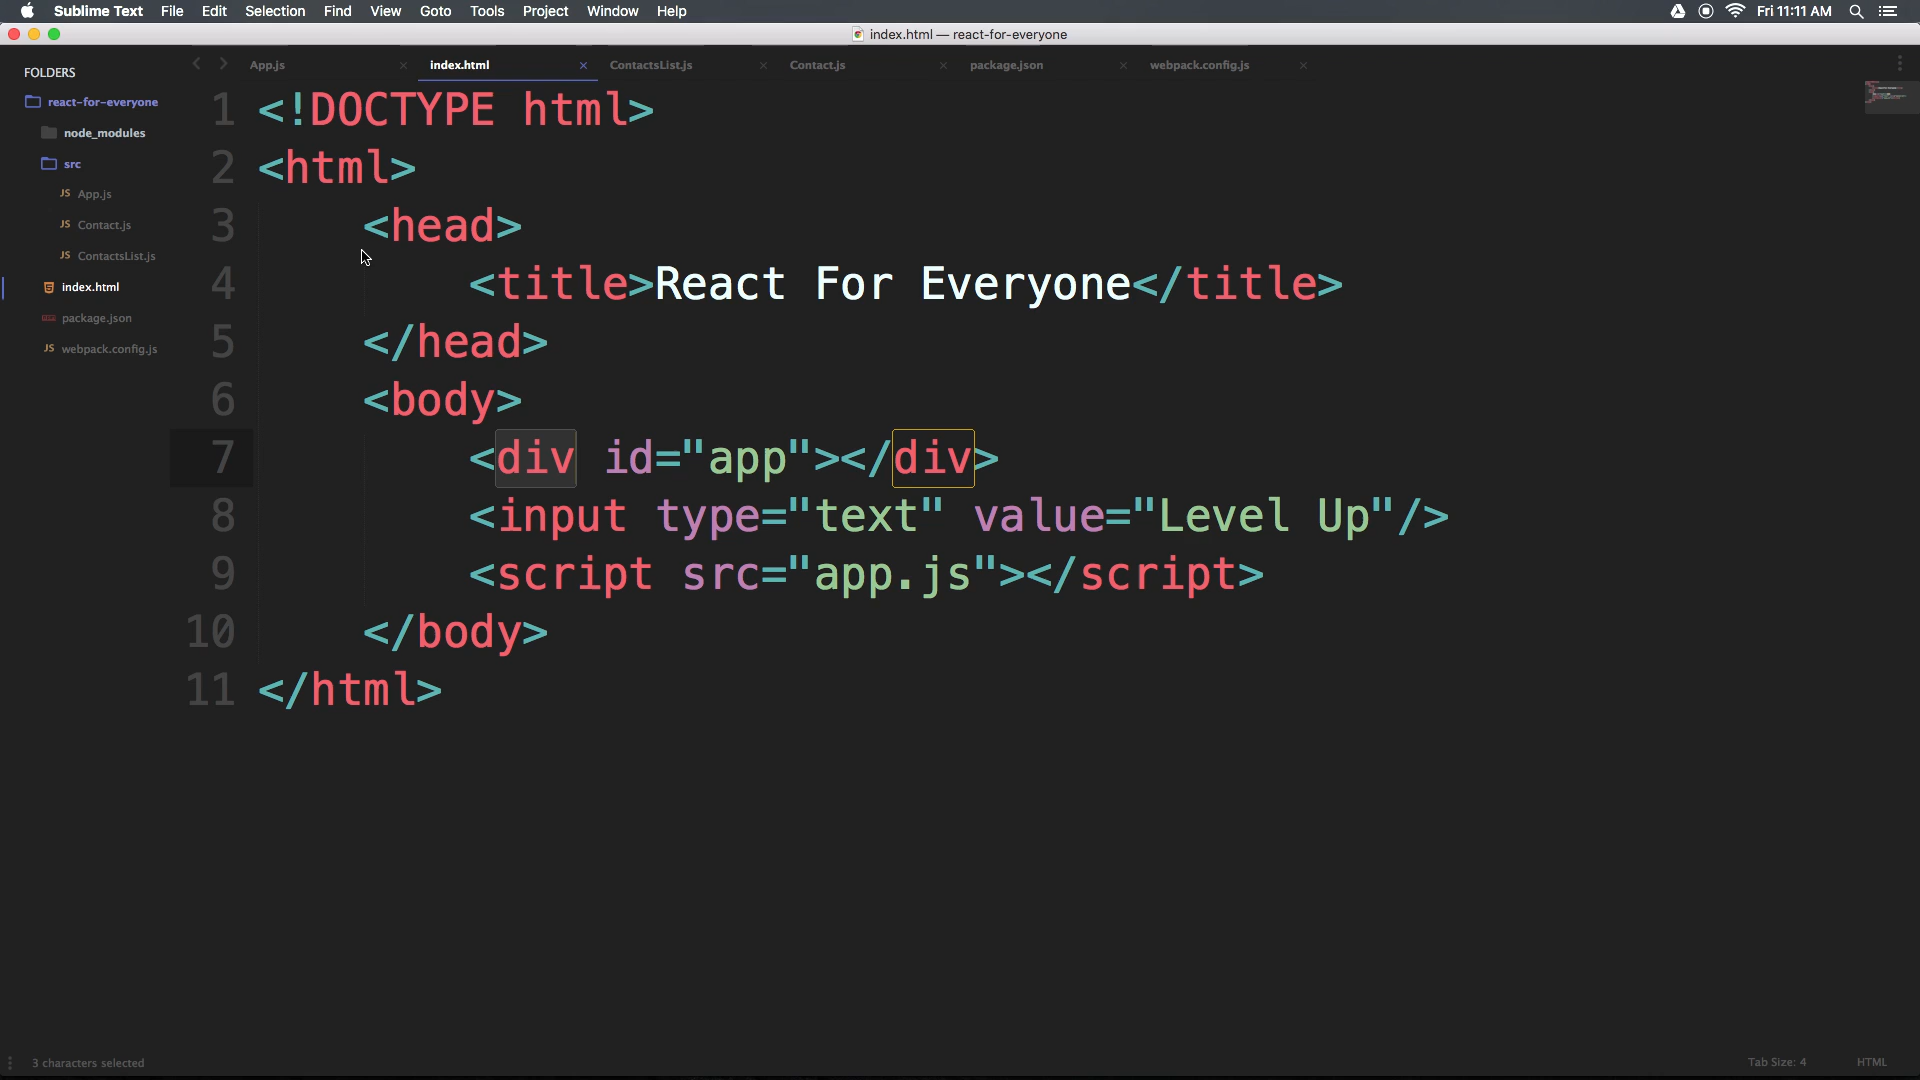 Sublime Text File Edit Selection Find View Goto Tools Project Window Help Fri 11:11 AM
index.html — react-for-everyone
FOLDERS
react-for-everyone
node_modules
src
JS App.js
JS Contact.js
JS ContactsList.js
index.html
package.json
JS webpack.config.js
App.js × index.html × ContactsList.js × Contact.js × package.json × webpack.config.js ×
1 <!DOCTYPE html>
2 <html>
3 <head>
4 <title>React For Everyone</title>
5 </head>
6 <body>
7 <div id="app"></div>
8 <input type="text" value="Level Up"/>
9 <script src="app.js"></script>
10 </body>
11 </html>
3 characters selected Tab Size: 4 HTML